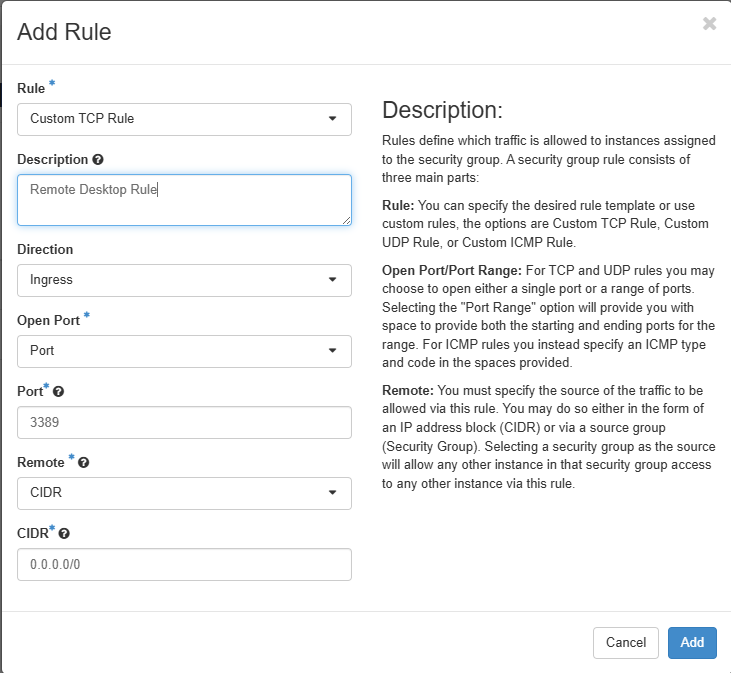 Add Rule
×
Rule *
Custom TCP Rule
Description ?
Remote Desktop Rule
Direction
Ingress
Open Port *
Port
Port* ?
3389
Remote * ?
CIDR
CIDR* ?
0.0.0.0/0
Description:
Rules define which traffic is allowed to instances assigned
to the security group. A security group rule consists of
three main parts:
Rule: You can specify the desired rule template or use
custom rules, the options are Custom TCP Rule, Custom
UDP Rule, or Custom ICMP Rule.
Open Port/Port Range: For TCP and UDP rules you may
choose to open either a single port or a range of ports.
Selecting the "Port Range" option will provide you with
space to provide both the starting and ending ports for the
range. For ICMP rules you instead specify an ICMP type
and code in the spaces provided.
Remote: You must specify the source of the traffic to be
allowed via this rule. You may do so either in the form of
an IP address block (CIDR) or via a source group
(Security Group). Selecting a security group as the source
will allow any other instance in that security group access
to any other instance via this rule.
Cancel
Add